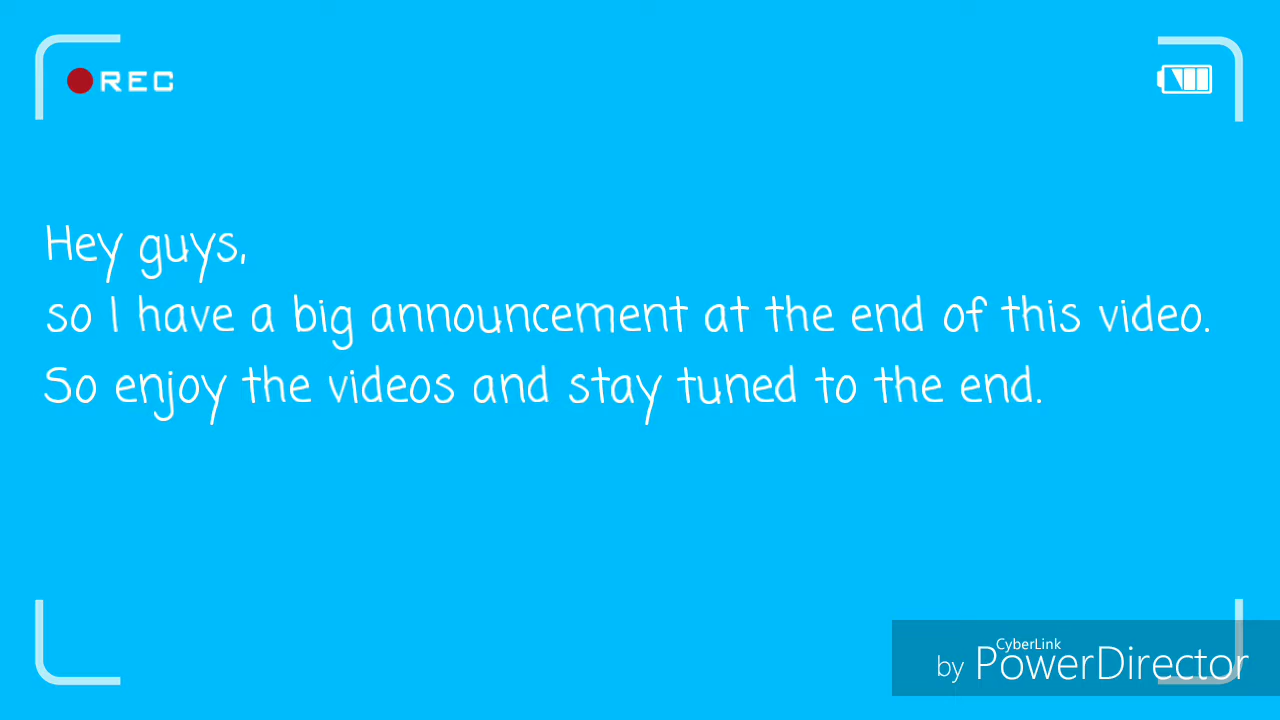 REC
Hey guys,
so I have a big announcement at the end of this video.
So enjoy the videos and stay tuned to the end.
CyberLink
by PowerDirector